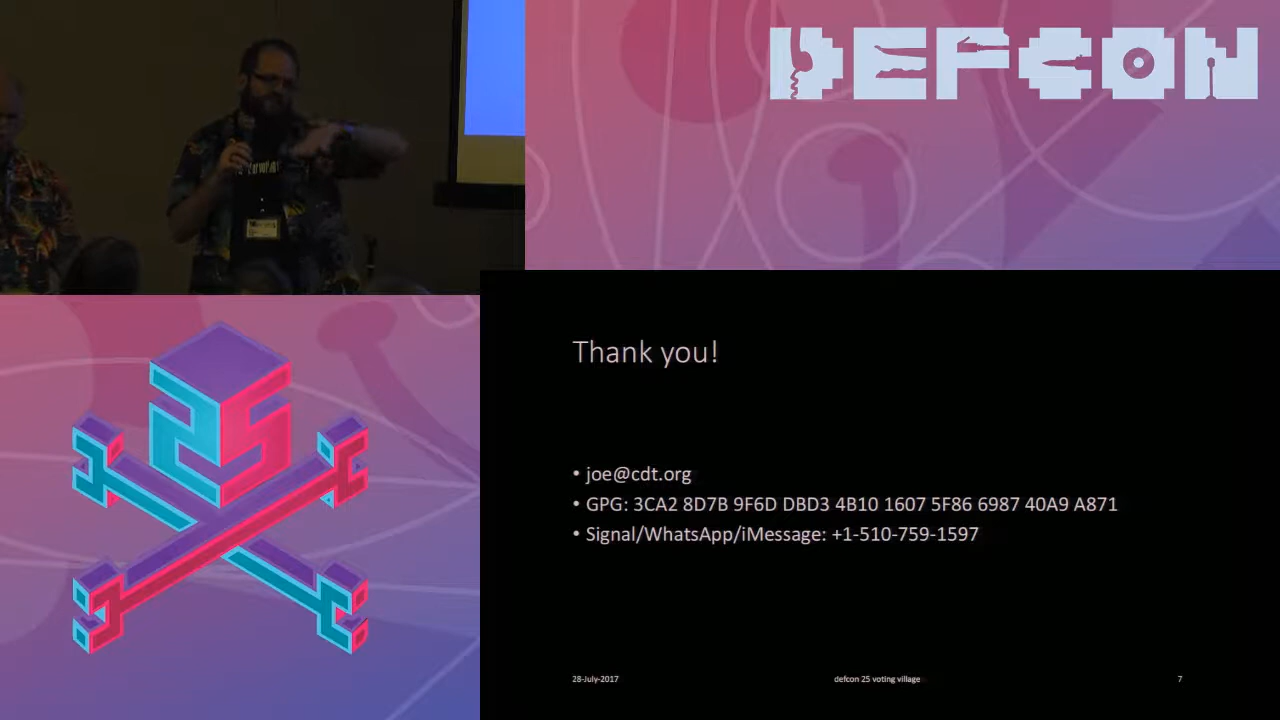 DEFCON
25
Thank you!
• joe@cdt.org
• GPG: 3CA2 8D7B 9F6D DBD3 4B10 1607 5F86 6987 40A9 A871
• Signal/WhatsApp/iMessage: +1-510-759-1597
28-July-2017 defcon 25 voting village 7